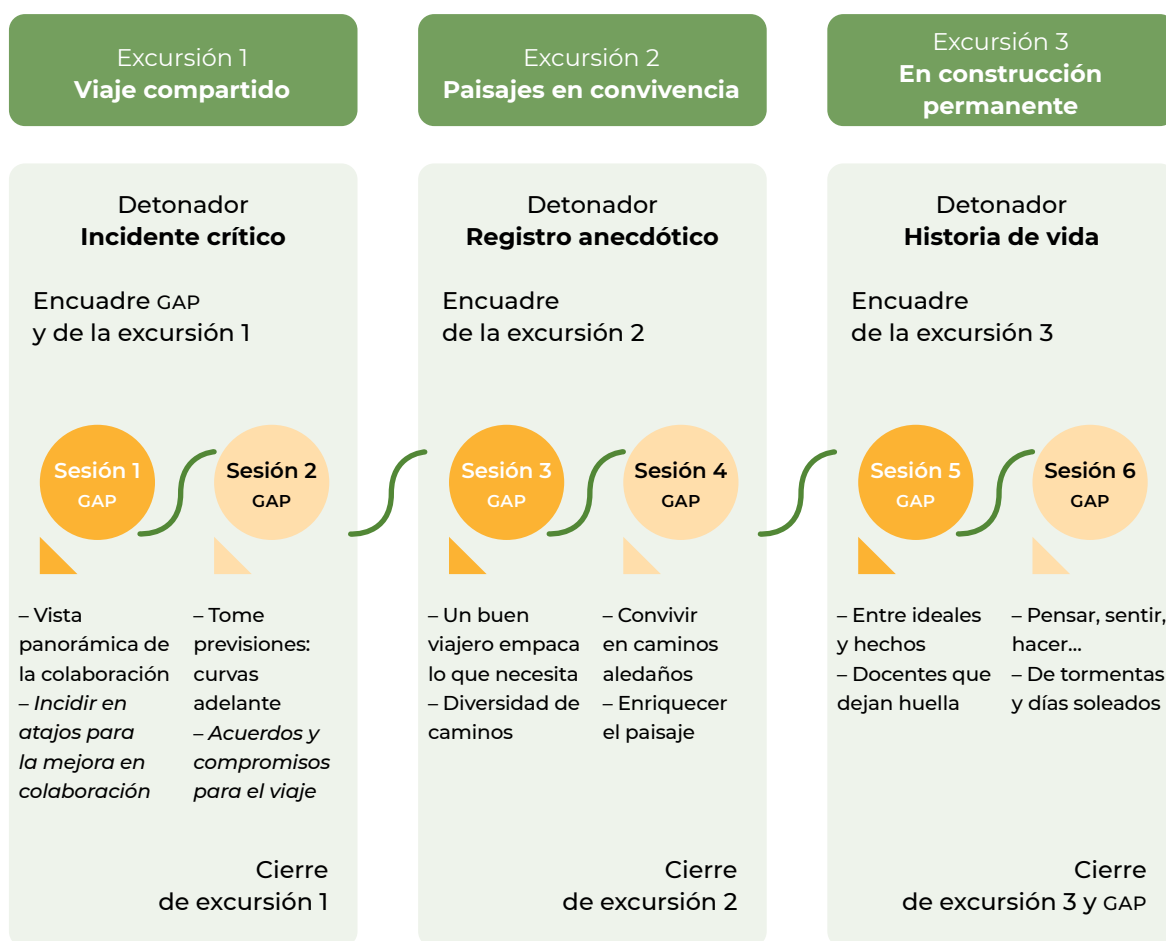 Excursión 1
Viaje compartido
Detonador
Incidente crítico
Encuadre GAP
y de la excursión 1
Sesión 1
GAP
– Vista
panorámica de
la colaboración
– Incidir en
atajos para
la mejora en
colaboración
Sesión 2
GAP
– Tome
previsiones:
curvas
adelante
– Acuerdos y
compromisos
para el viaje
Cierre
de excursión 1
Excursión 2
Paisajes en convivencia
Detonador
Registro anecdótico
Encuadre
de la excursión 2
Sesión 3
GAP
– Un buen
viajero empaca
lo que necesita
– Diversidad de
caminos
Sesión 4
GAP
– Convivir
en caminos
aledaños
– Enriquecer
el paisaje
Cierre
de excursión 2
Excursión 3
En construcción
permanente
Detonador
Historia de vida
Encuadre
de la excursión 3
Sesión 5
GAP
– Entre ideales
y hechos
– Docentes que
dejan huella
Sesión 6
GAP
– Pensar, sentir,
hacer...
– De tormentas
y días soleados
Cierre
de excursión 3 y GAP